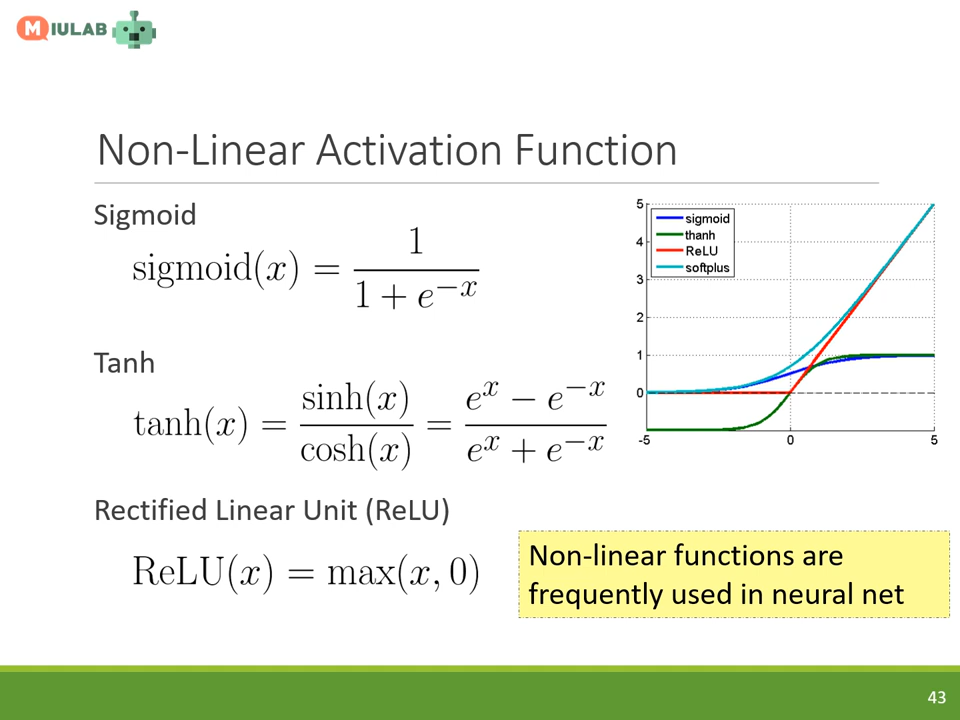 MIULAB
Non-Linear Activation Function
Sigmoid
sigmoid(x) = 1 / (1 + e^{-x})
Tanh
tanh(x) = sinh(x) / cosh(x) = (e^x - e^{-x}) / (e^x + e^{-x})
Rectified Linear Unit (ReLU)
ReLU(x) = max(x, 0)
5
4
3
2
1
0
-5
0
5
sigmoid
thanh
ReLU
softplus
Non-linear functions are
frequently used in neural net
43